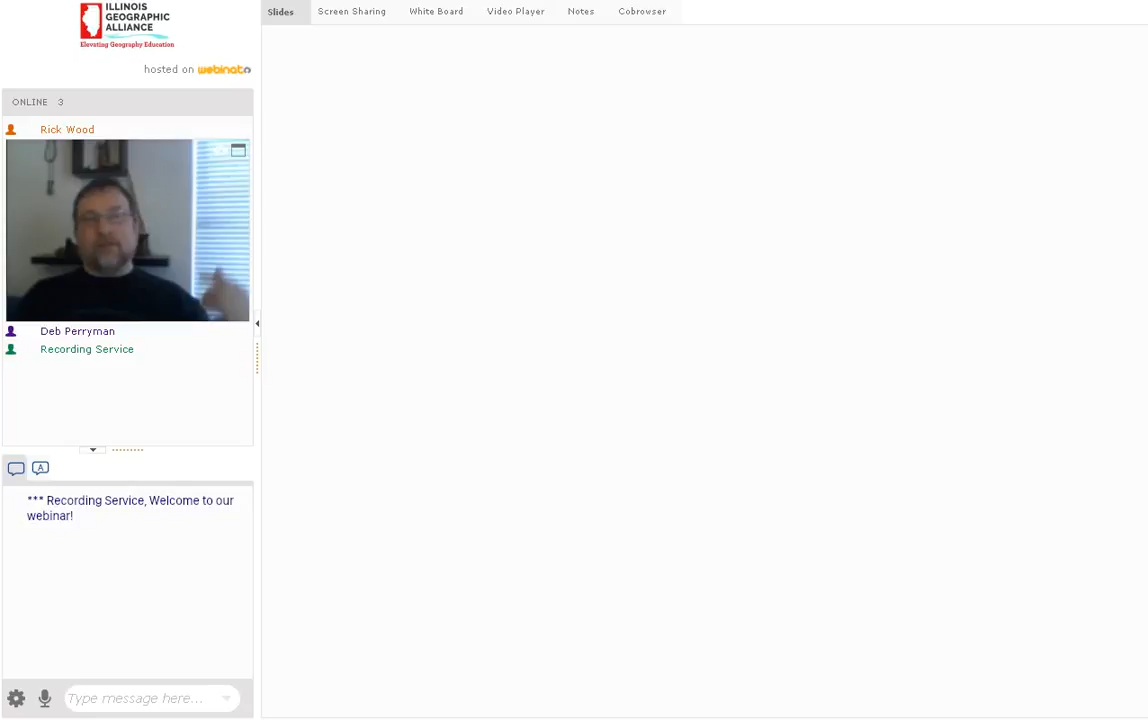 ILLINOIS
GEOGRAPHIC
ALLIANCE
Elevating Geography Education
hosted on webinato
Slides Screen Sharing White Board Video Player Notes Cobrowser
ONLINE 3
Rick Wood
Deb Perryman
Recording Service
A
*** Recording Service, Welcome to our
webinar!
Type message here...